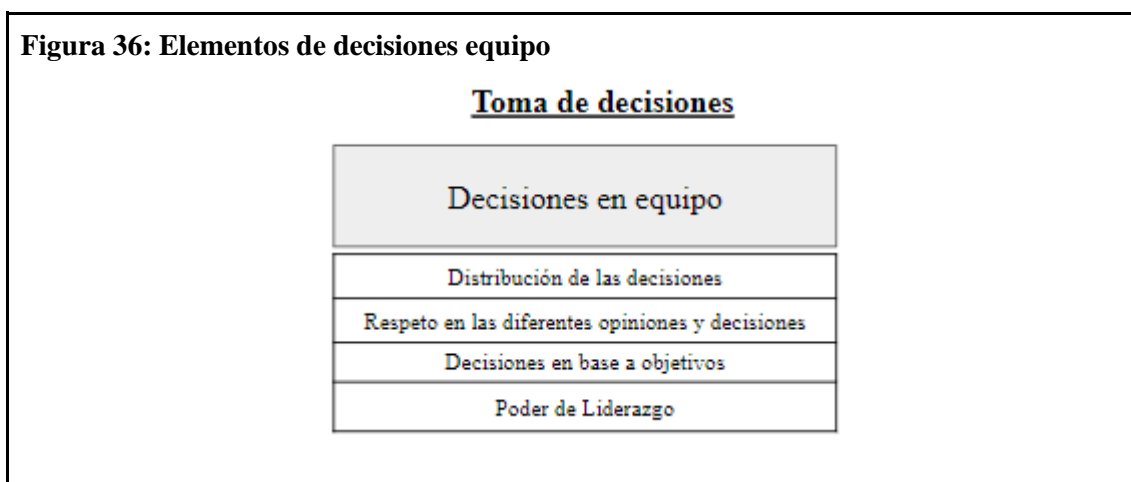 Figura 36: Elementos de decisiones equipo
Toma de decisiones
Decisiones en equipo
Distribución de las decisiones
Respeto en las diferentes opiniones y decisiones
Decisiones en base a objetivos
Poder de Liderazgo